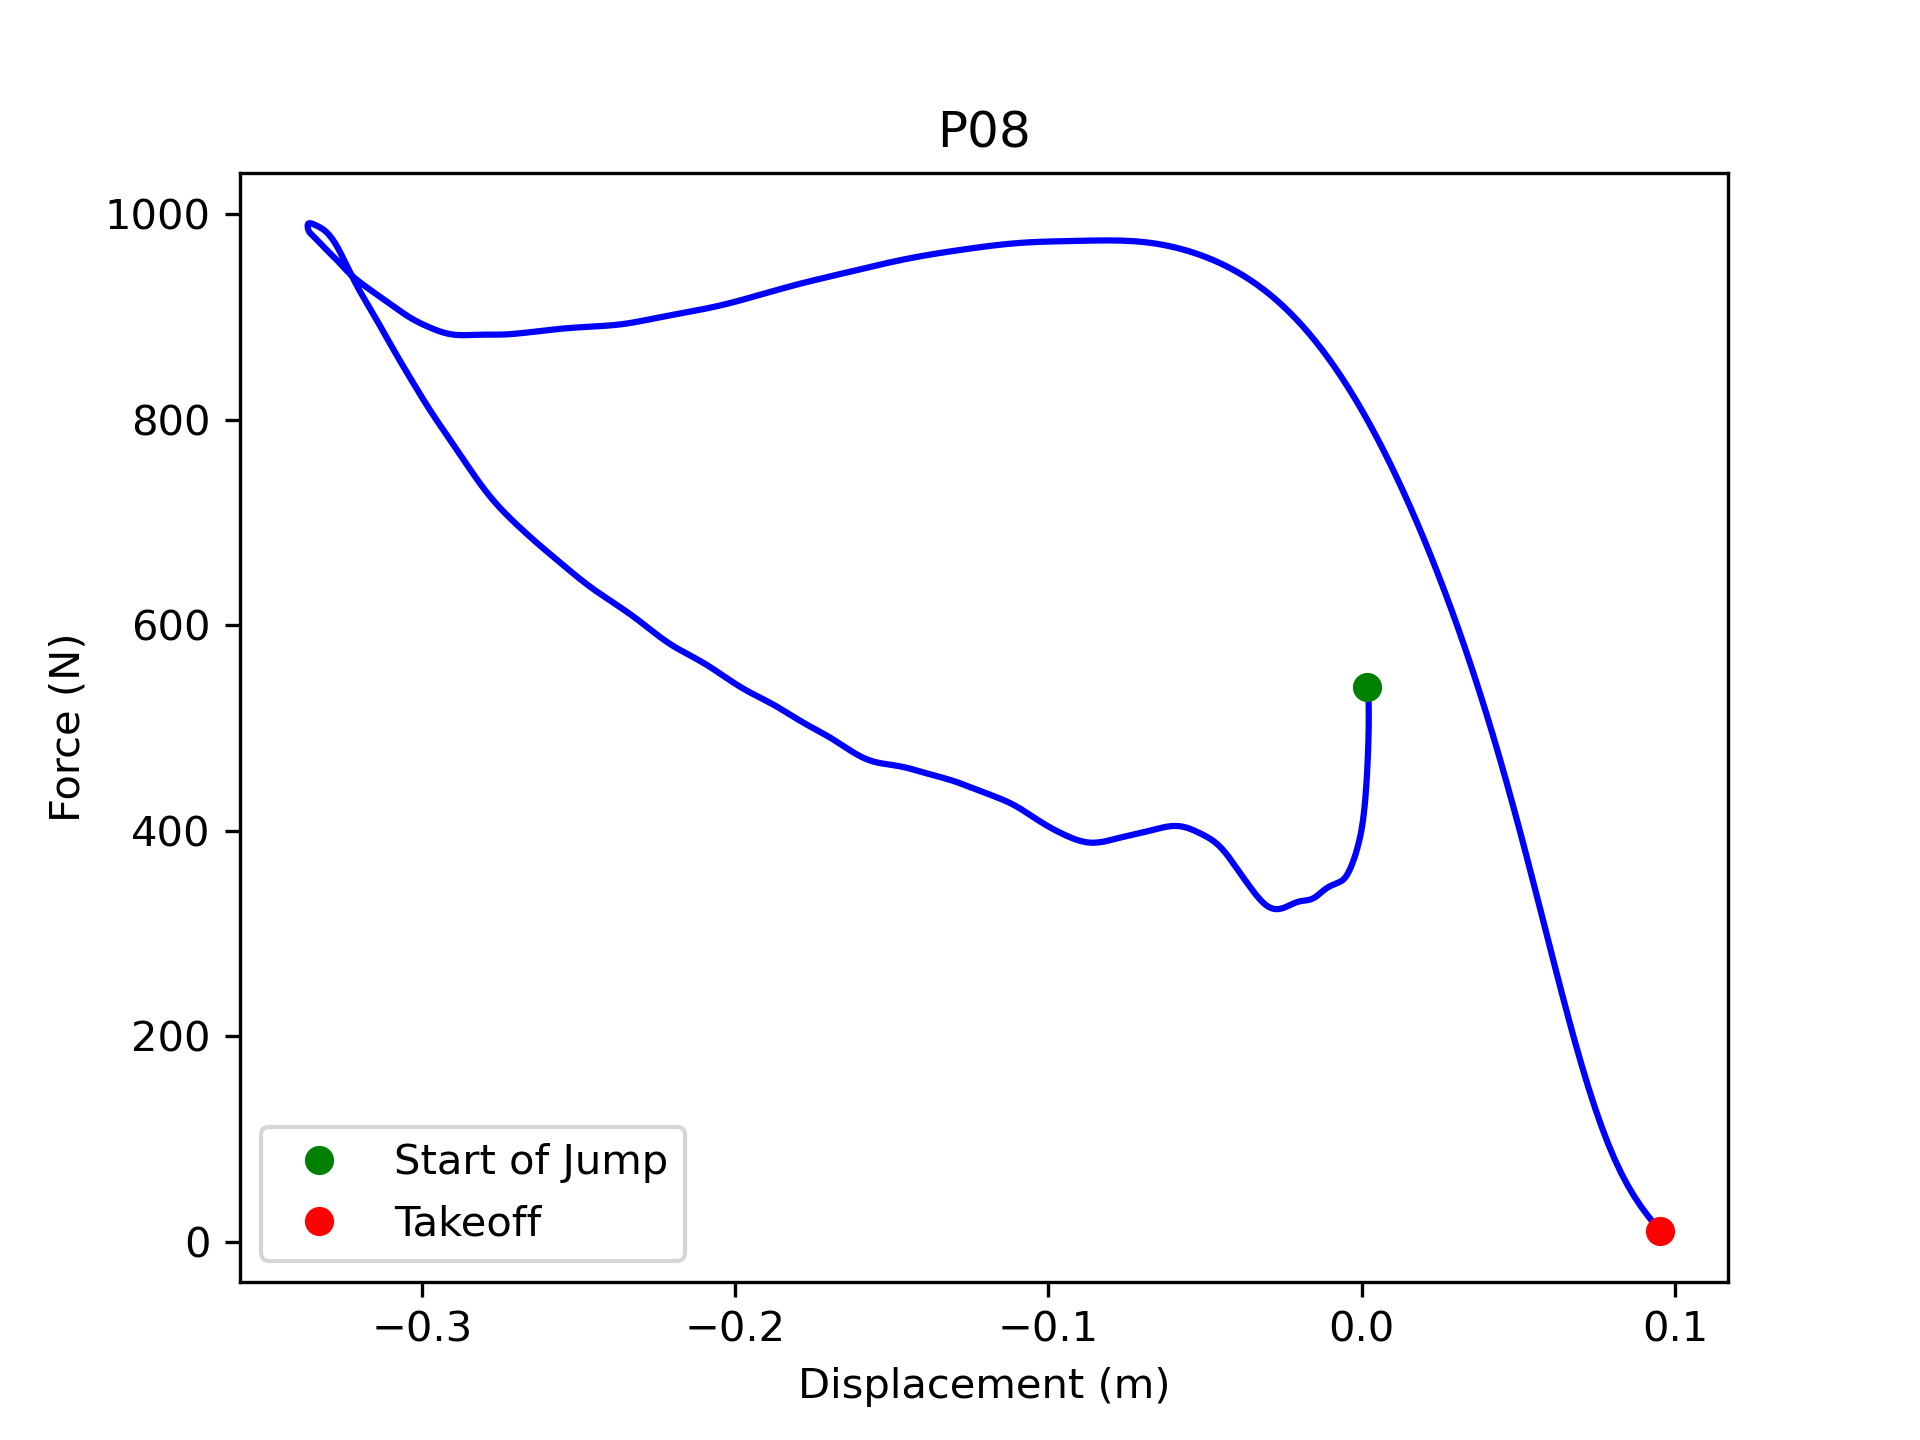 P08
1000
800
600
400
200
0
Force (N)
−0.3 −0.2 −0.1 0.0 0.1
Displacement (m)
Start of Jump
Takeoff